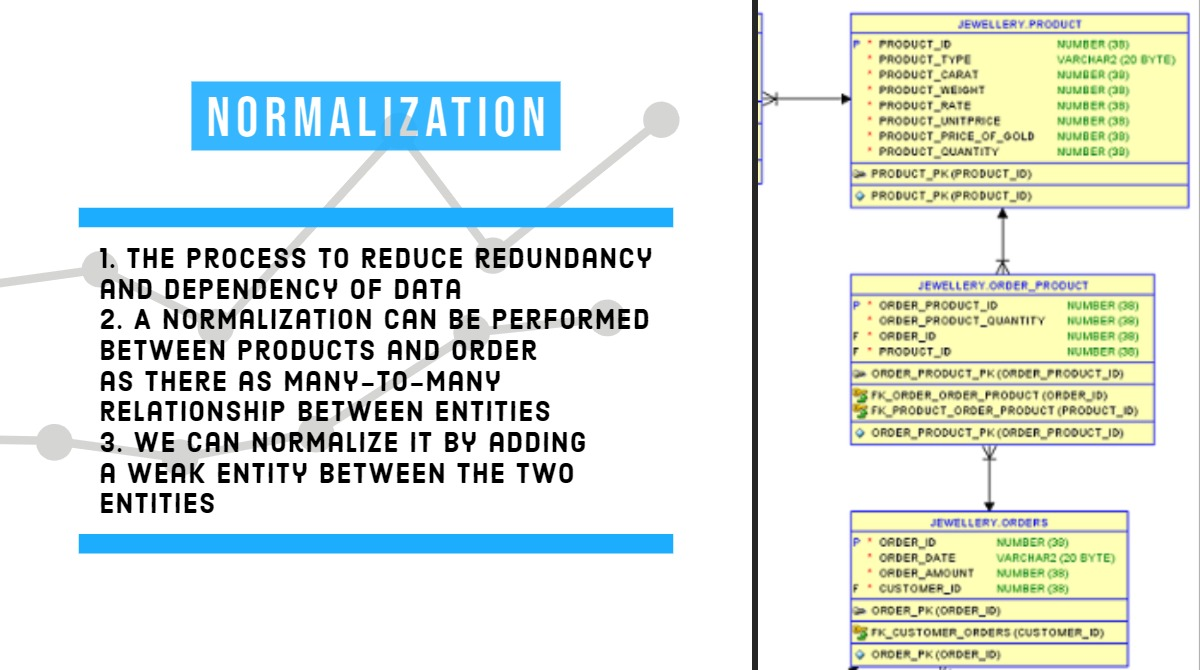 NORMALIZATION
1. THE PROCESS TO REDUCE REDUNDANCY
AND DEPENDENCY OF DATA
2. A NORMALIZATION CAN BE PERFORMED
BETWEEN PRODUCTS AND ORDER
AS THERE AS MANY-TO-MANY
RELATIONSHIP BETWEEN ENTITIES
3. WE CAN NORMALIZE IT BY ADDING
A WEAK ENTITY BETWEEN THE TWO
ENTITIES
JEWELLERY.PRODUCT
P * PRODUCT_ID NUMBER (38)
* PRODUCT_TYPE VARCHAR2 (20 BYTE)
* PRODUCT_CARAT NUMBER (38)
* PRODUCT_WEIGHT NUMBER (38)
* PRODUCT_RATE NUMBER (38)
* PRODUCT_UNITPRICE NUMBER (38)
* PRODUCT_PRICE_OF_GOLD NUMBER (38)
* PRODUCT_QUANTITY NUMBER (38)
PRODUCT_PK (PRODUCT_ID)
PRODUCT_PK (PRODUCT_ID)
JEWELLERY.ORDER_PRODUCT
P * ORDER_PRODUCT_ID NUMBER (38)
* ORDER_PRODUCT_QUANTITY NUMBER (38)
F * ORDER_ID NUMBER (38)
F * PRODUCT_ID NUMBER (38)
ORDER_PRODUCT_PK (ORDER_PRODUCT_ID)
FK_ORDER_ORDER_PRODUCT (ORDER_ID)
FK_PRODUCT_ORDER_PRODUCT (PRODUCT_ID)
ORDER_PRODUCT_PK (ORDER_PRODUCT_ID)
JEWELLERY.ORDERS
P * ORDER_ID NUMBER (38)
* ORDER_DATE VARCHAR2 (20 BYTE)
* ORDER_AMOUNT NUMBER (38)
F * CUSTOMER_ID NUMBER (38)
ORDER_PK (ORDER_ID)
FK_CUSTOMER_ORDERS (CUSTOMER_ID)
ORDER_PK (ORDER_ID)